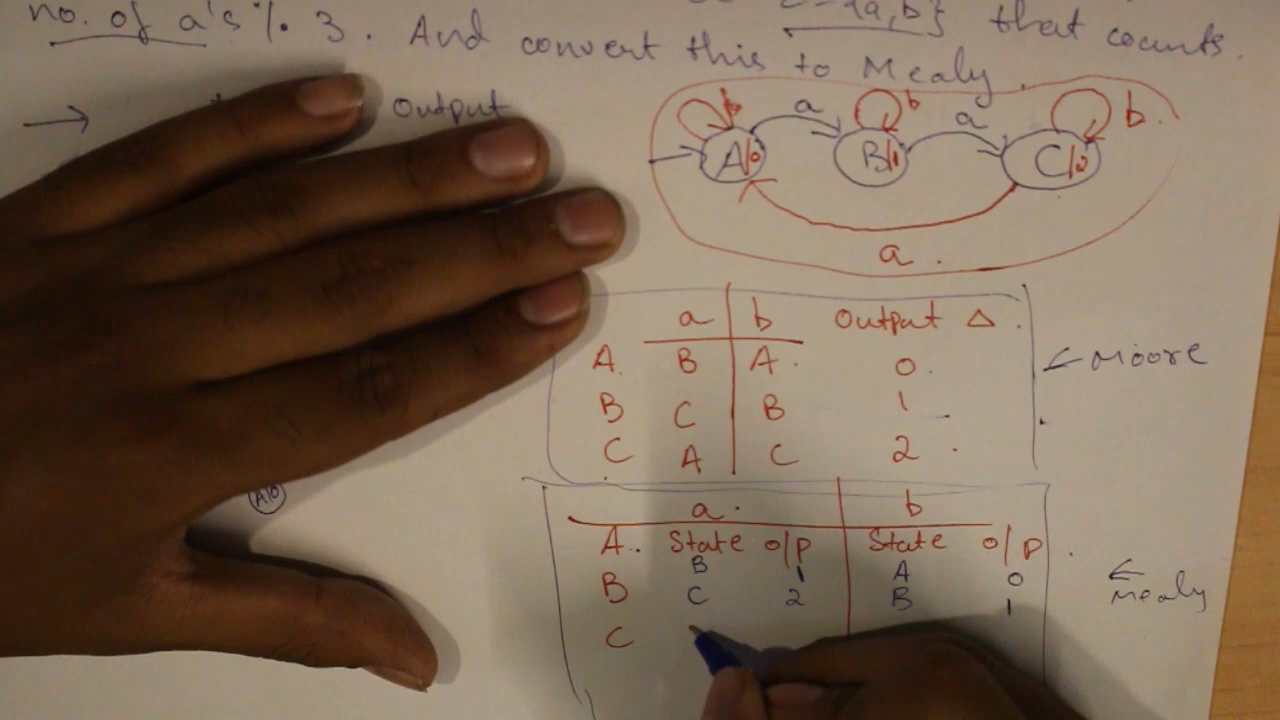 no. of a's % 3. And convert this to Mealy.
Σ={a,b} that counts.
→ Output
b a b a b.
A/0 B/1 C/2
a.
a b Output Δ.
A. B A. 0.
B C B 1
C A C 2.
← Moore
A/0
a. b
A.. State o/p State o/p
B 1 A 0
B C 2 B 1
C
← Mealy